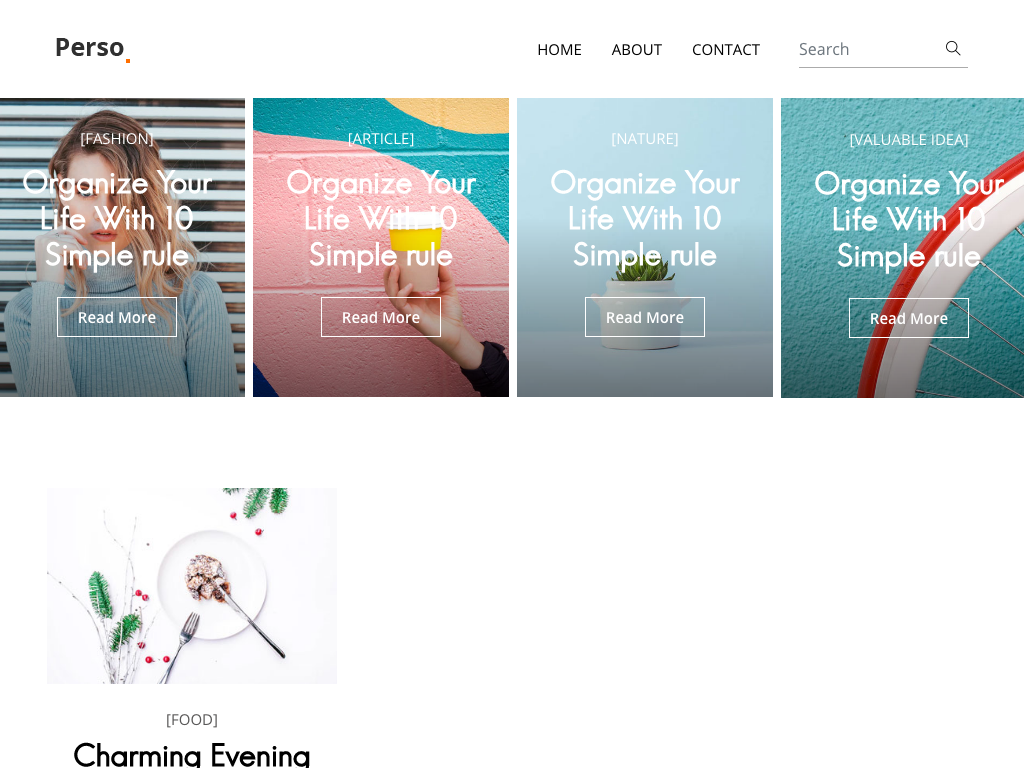 Perso.
HOME
ABOUT
CONTACT
Search
[FASHION]
Organize Your
Life With 10
Simple rule
Read More
[ARTICLE]
Organize Your
Life With 10
Simple rule
Read More
[NATURE]
Organize Your
Life With 10
Simple rule
Read More
[VALUABLE IDEA]
Organize Your
Life With 10
Simple rule
Read More
[FOOD]
Charming Evening